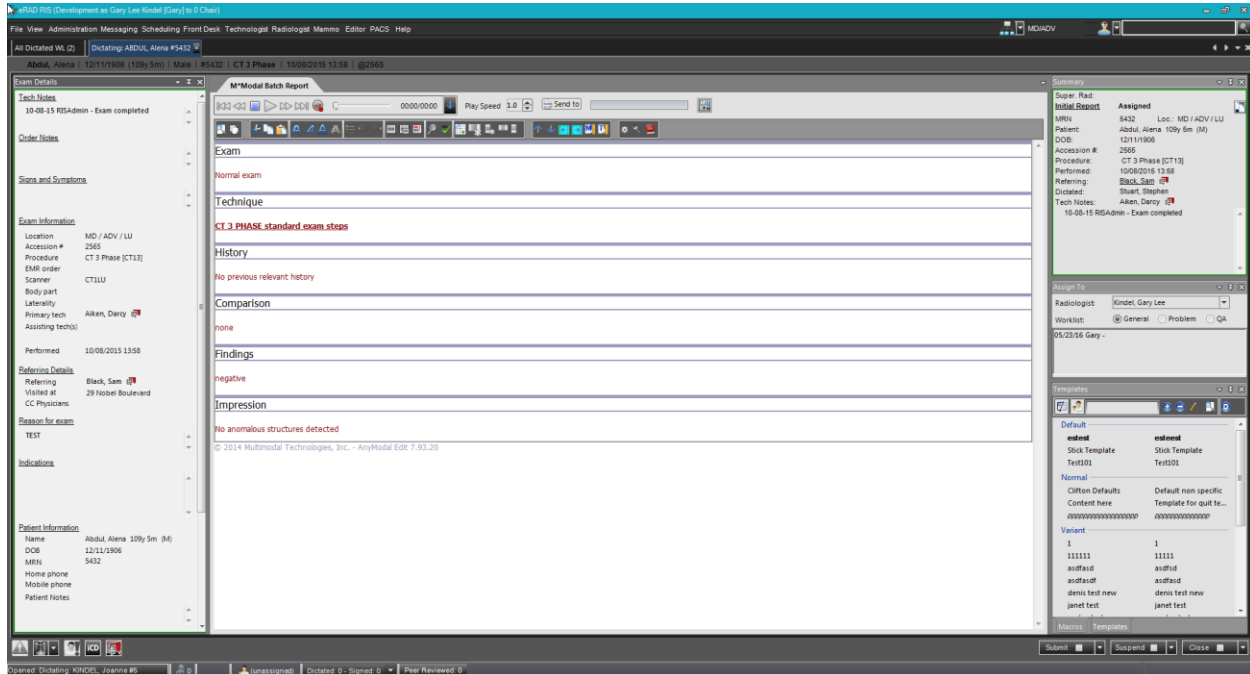 eRAD RIS (Development as Gary Lee Kindel [Gary] to 0 Chair)
File View Administration Messaging Scheduling Front Desk Technologist Radiologist Mammo Editor PACS Help
MD/ADV
All Dictated WL (2) Dictating: ABDUL, Alena #5432
Abdul, Alena | 12/11/1906 (109y 5m) | Male | #5432 | CT 3 Phase | 10/08/2015 13:58 | @2565
Exam Details
Tech Notes
10-08-15 RISAdmin - Exam completed
Order Notes
Signs and Symptoms
Exam Information
Location MD / ADV / LU
Accession # 2565
Procedure CT 3 Phase [CT13]
EMR order
Scanner CT1LU
Body part
Laterality
Primary tech Aiken, Darcy
Assisting tech(s)
Performed 10/08/2015 13:58
Referring Details
Referring Black, Sam
Visited at 29 Nobel Boulevard
CC Physicians
Reason for exam
TEST
Indications
Patient Information
Name Abdul, Alena 109y 5m (M)
DOB 12/11/1906
MRN 5432
Home phone
Mobile phone
Patient Notes
M*Modal Batch Report
00:00/00:00 Play Speed 1.0 Send to
Exam
Normal exam
Technique
CT 3 PHASE standard exam steps
History
No previous relevant history
Comparison
none
Findings
negative
Impression
No anomalous structures detected
© 2014 Multimodal Technologies, Inc. - AnyModal Edit 7.93.20
Summary
Super. Rad:
Initial Report Assigned
MRN 5432 Loc.: MD / ADV / LU
Patient: Abdul, Alena 109y 5m (M)
DOB: 12/11/1906
Accession #: 2565
Procedure: CT 3 Phase [CT13]
Performed: 10/08/2015 13:58
Referring: Black, Sam
Dictated: Stuart, Stephen
Tech Notes: Aiken, Darcy
10-08-15 RISAdmin - Exam completed
Assign To
Radiologist: Kindel, Gary Lee
Worklist: General Problem QA
05/23/16 Gary -
Templates
Default
estest esteest
Stick Template Stick Template
Test101 Test101
Normal
Clifton Defaults Default non specific
Content here Template for quit te...
Variant
1 1
111111 11111
asdfasd asdfsd
asdfasdf asdfasd
denis test new denis test new
janet test janet test
Macros Templates
ICD
Submit Suspend Close
Opened: Dictating: KINDEL, Joanne #6 0 (unassigned) Dictated: 0 - Signed: 0 Peer Reviewed: 0